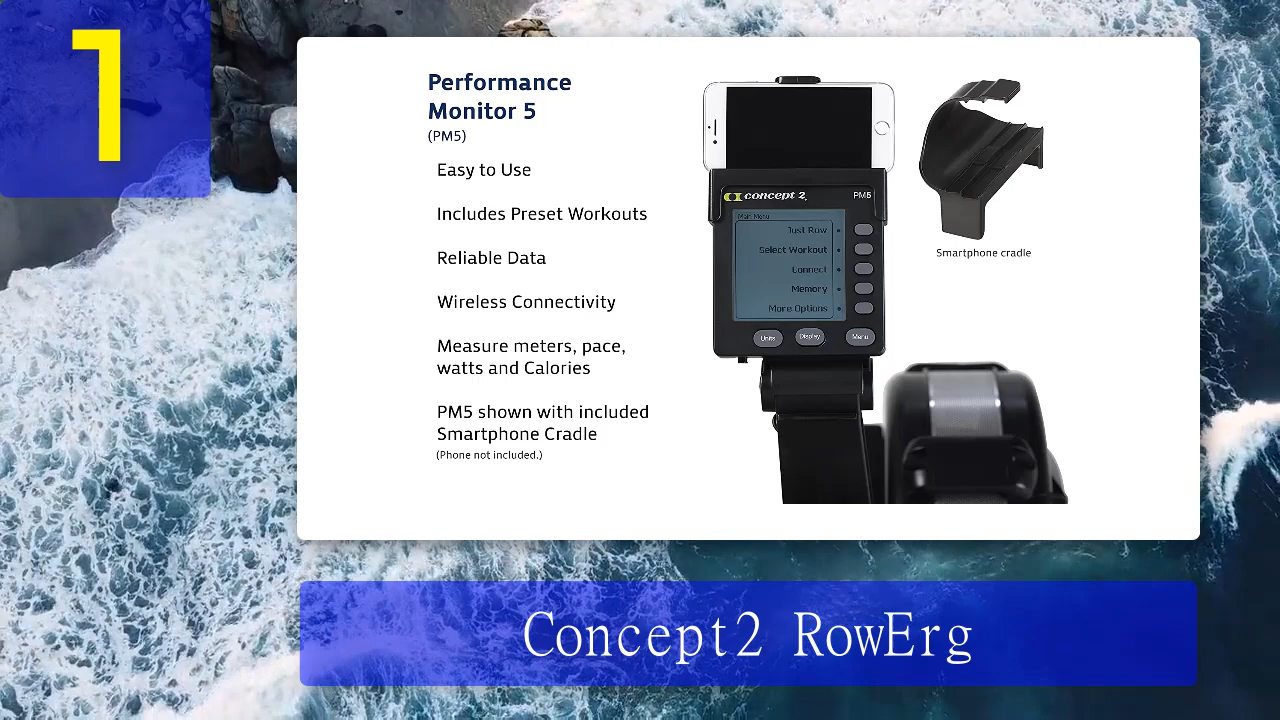 1
Performance
Monitor 5
(PM5)
Easy to Use
Includes Preset Workouts
Reliable Data
Wireless Connectivity
Measure meters, pace,
watts and Calories
PM5 shown with included
Smartphone Cradle
(Phone not included.)
concept 2
PM5
Main Menu
Just Row
Select Workout
Connect
Memory
More Options
Units
Display
Menu
Smartphone cradle
Concept2 RowErg